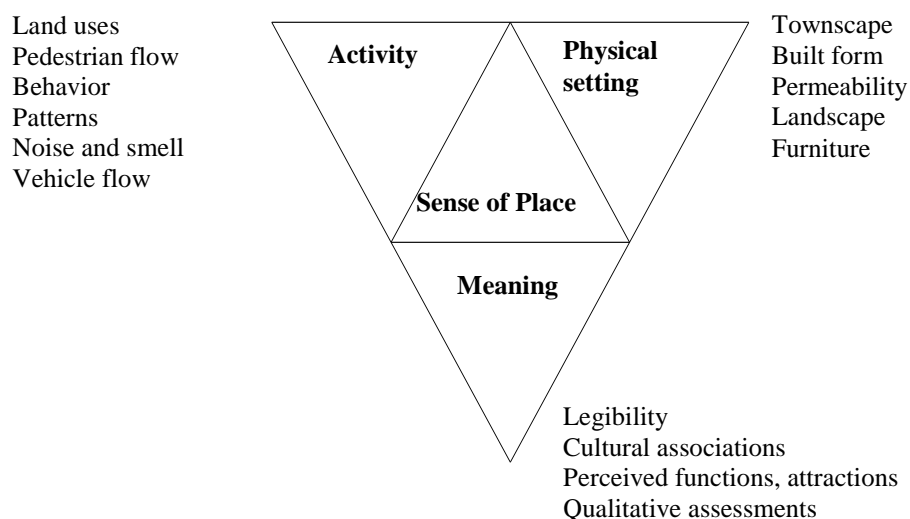 Land uses
Pedestrian flow
Behavior
Patterns
Noise and smell
Vehicle flow
Activity
Physical
setting
Townscape
Built form
Permeability
Landscape
Furniture
Sense of Place
Meaning
Legibility
Cultural associations
Perceived functions, attractions
Qualitative assessments